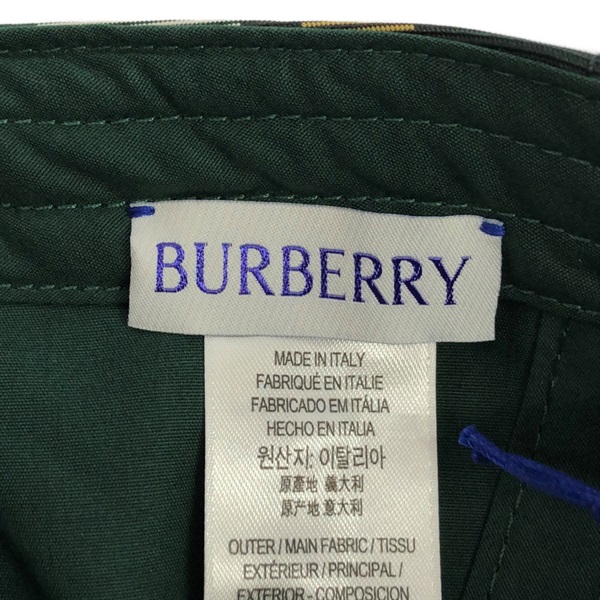 BURBERRY
MADE IN ITALY
FABRIQUÉ EN ITALIE
FABRICADO EM ITÁLIA
HECHO EN ITALIA
원산지: 이탈리아
原產地 義大利
原产地 意大利
OUTER / MAIN FABRIC / TISSU
EXTÉRIEUR / PRINCIPAL /
EXTERIOR - COMPOSICION